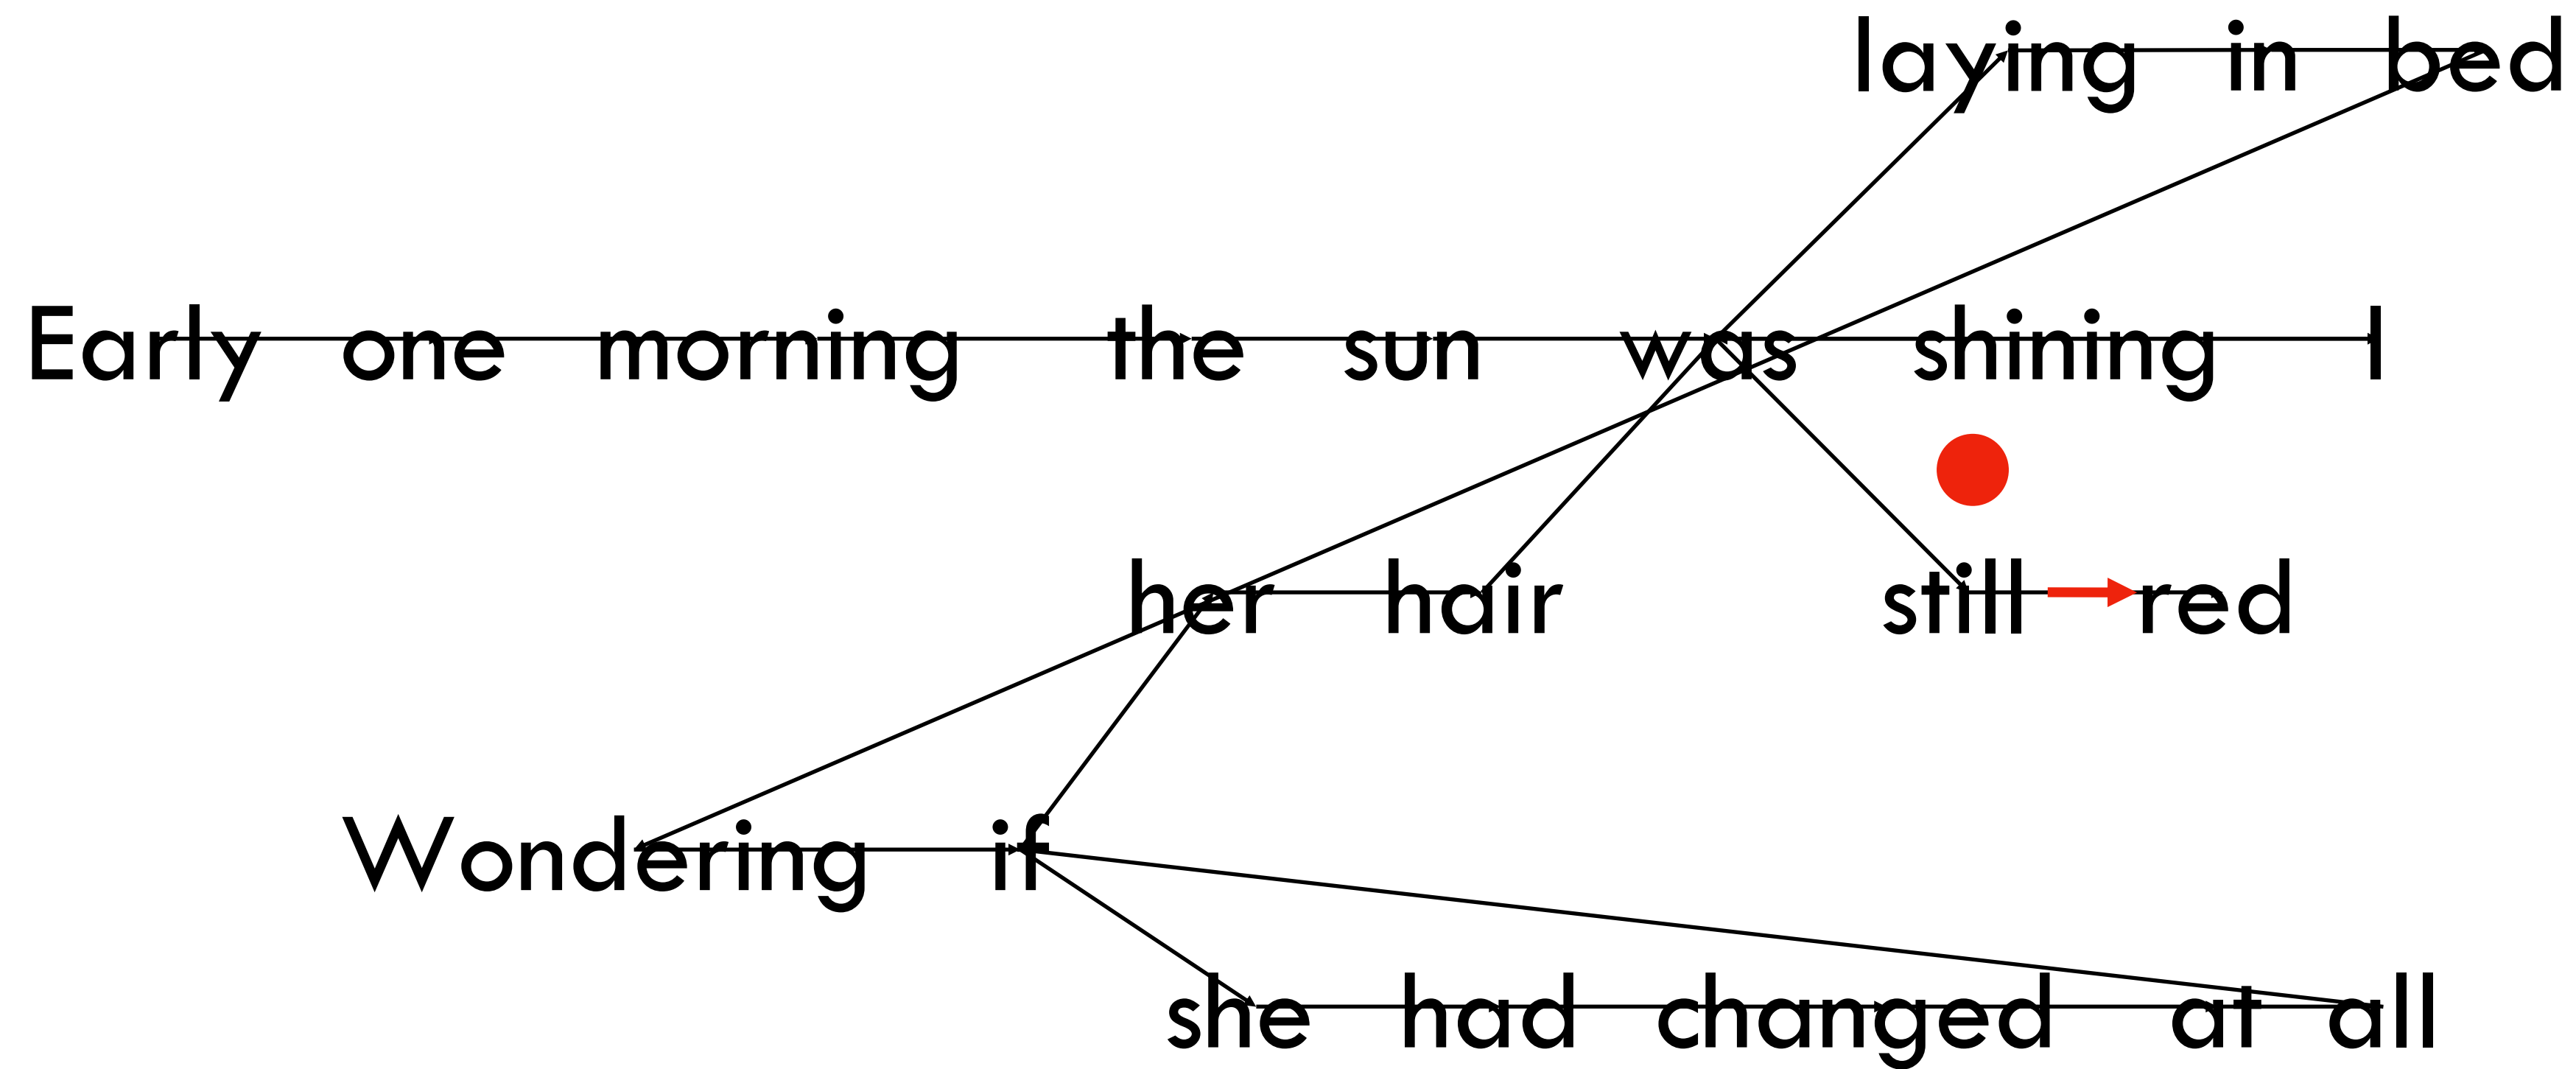 laying in bed
Early one morning the sun was shining I
her hair still red
Wondering if
she had changed at all